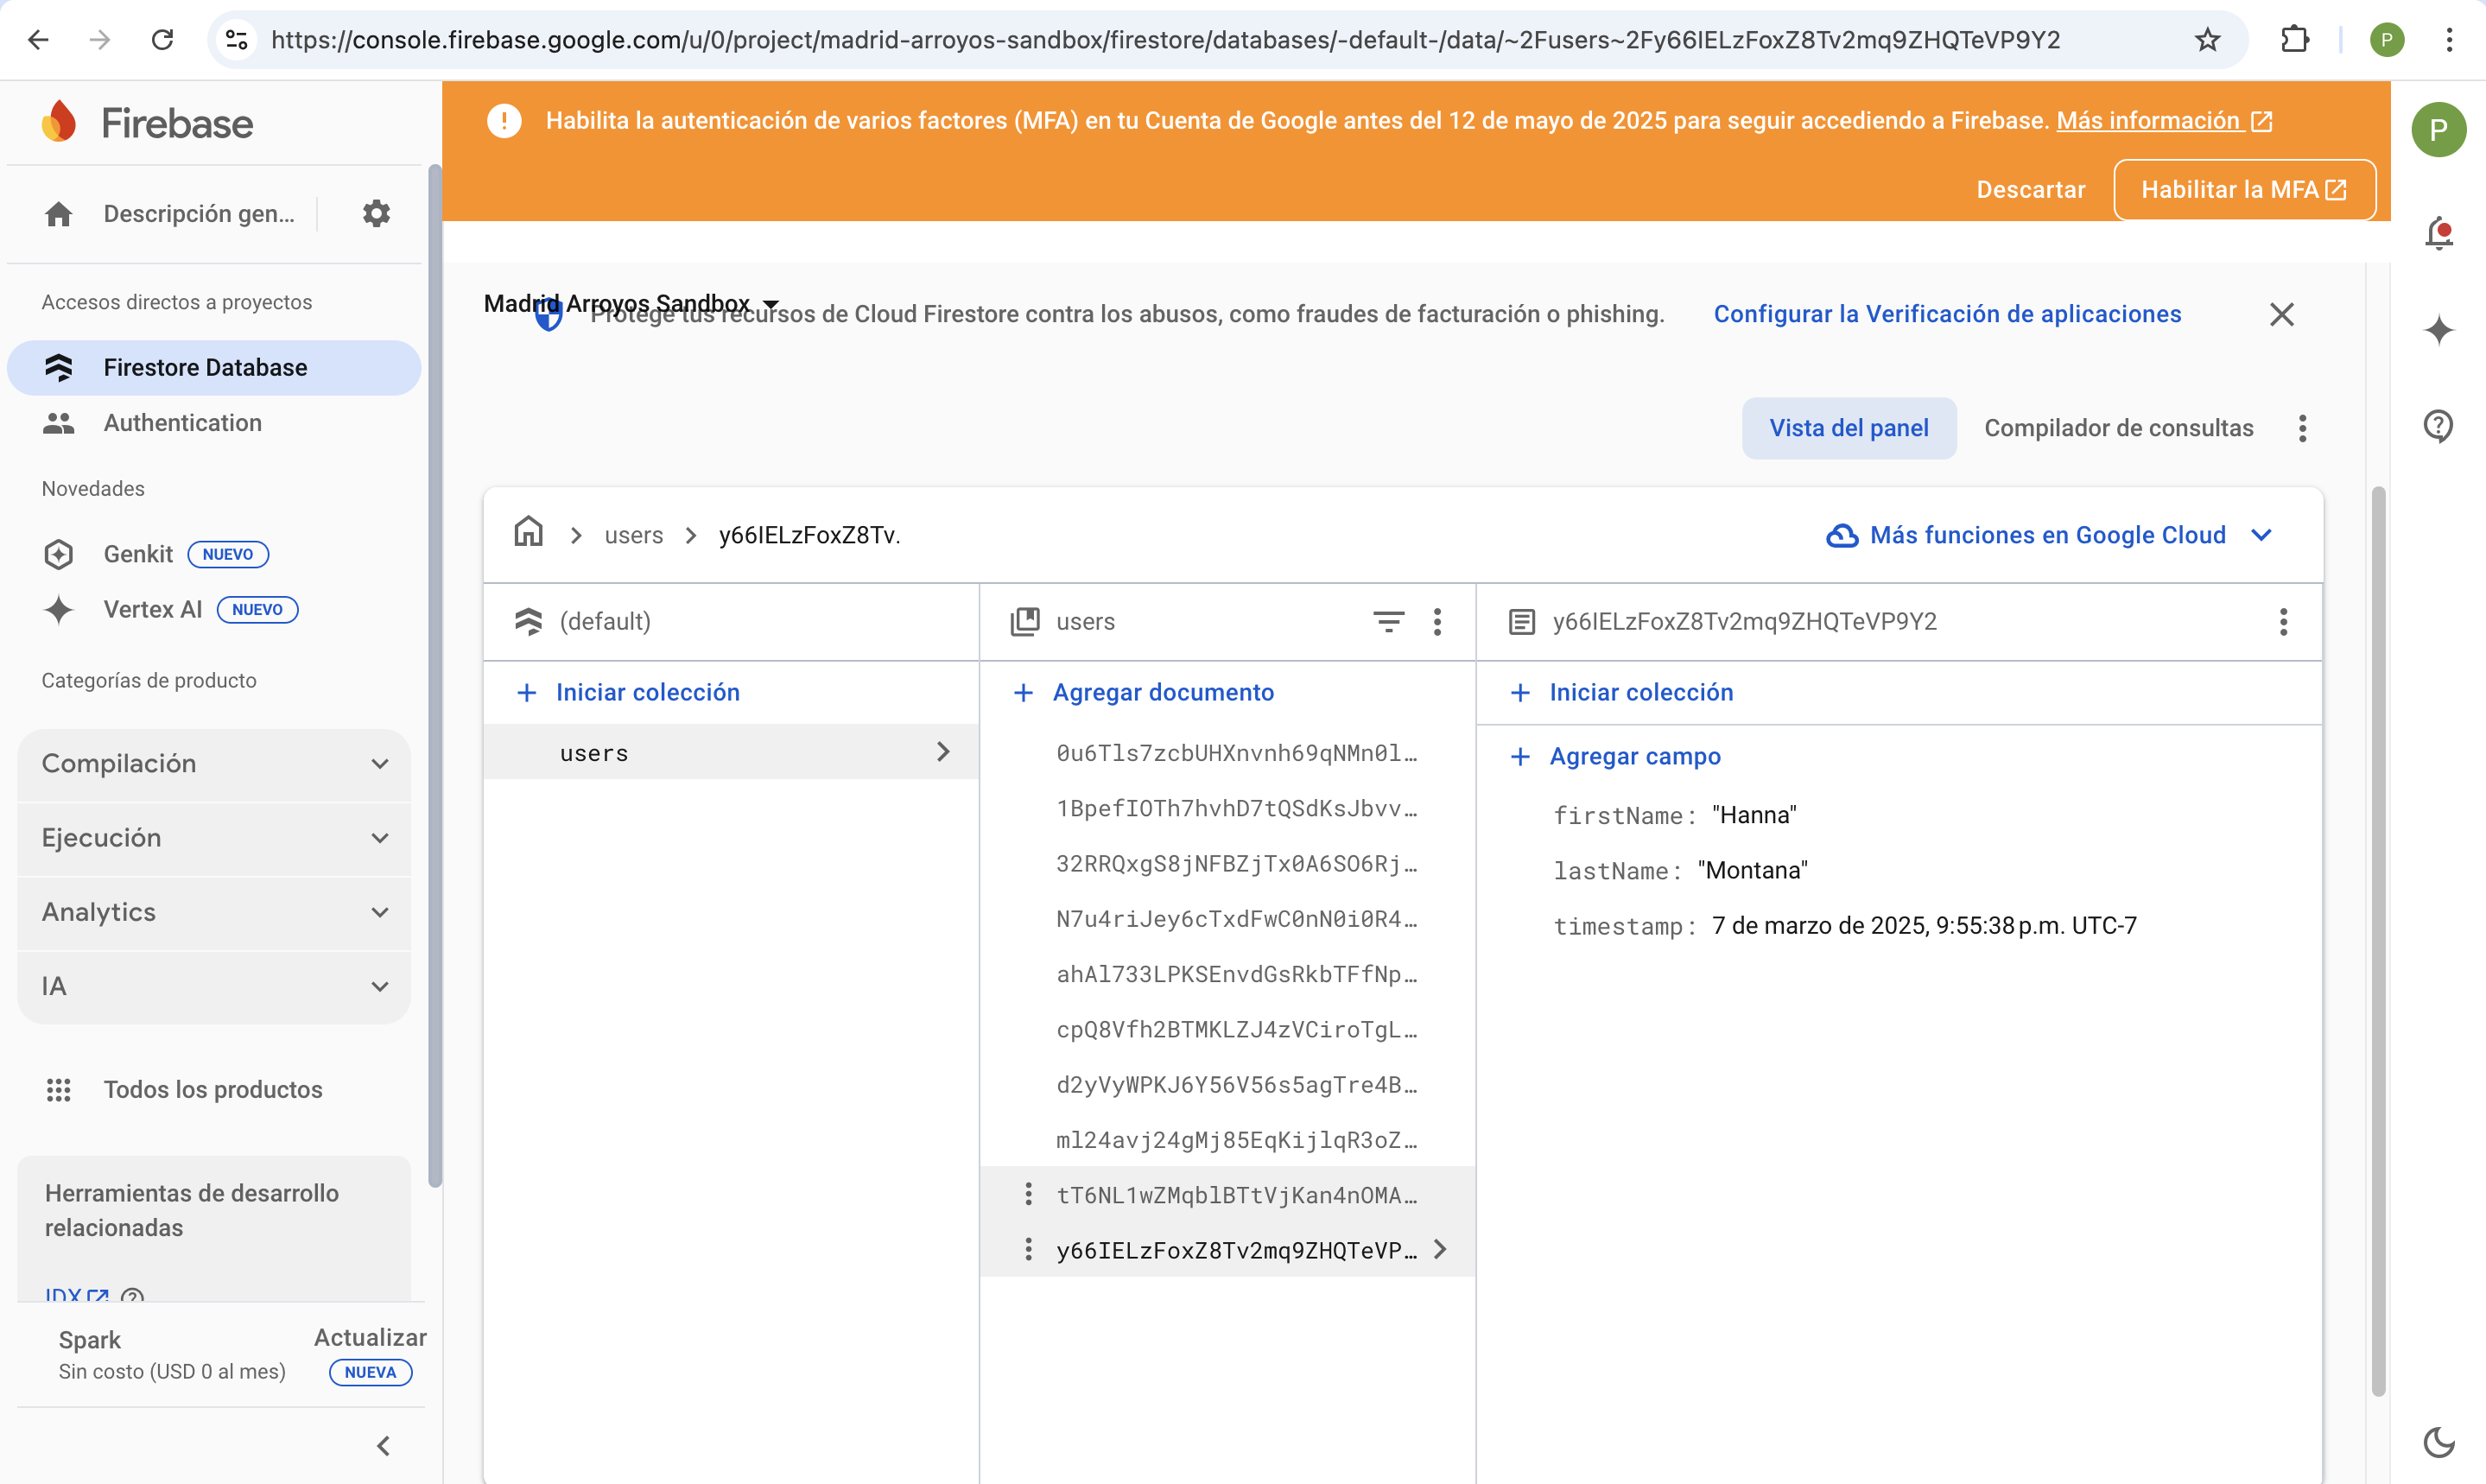 https://console.firebase.google.com/u/0/project/madrid-arroyos-sandbox/firestore/databases/-default-/data/~2Fusers~2Fy66IELzFoxZ8Tv2mq9ZHQTeVP9Y2
P
Firebase
Descripción gen...
Accesos directos a proyectos
Firestore Database
Authentication
Novedades
Genkit NUEVO
Vertex AI NUEVO
Categorías de producto
Compilación
Ejecución
Analytics
IA
Todos los productos
Herramientas de desarrollo
relacionadas
IDX
Spark Actualizar
Sin costo (USD 0 al mes) NUEVA
Habilita la autenticación de varios factores (MFA) en tu Cuenta de Google antes del 12 de mayo de 2025 para seguir accediendo a Firebase. Más información
Descartar Habilitar la MFA
P
Madrid Arroyos Sandbox
Protege tus recursos de Cloud Firestore contra los abusos, como fraudes de facturación o phishing. Configurar la Verificación de aplicaciones
Vista del panel Compilador de consultas
users y66IELzFoxZ8Tv. Más funciones en Google Cloud
(default)
Iniciar colección
users
users
Agregar documento
0u6Tls7zcbUHXnvnh69qNMn0l…
1BpefIOTh7hvhD7tQSdKsJbvv…
32RRQxgS8jNFBZjTx0A6SO6Rj…
N7u4riJey6cTxdFwC0nN0i0R4…
ahAl733LPKSEnvdGsRkbTFfNp…
cpQ8Vfh2BTMKLZJ4zVCiroTgL…
d2yVyWPKJ6Y56V56s5agTre4B…
ml24avj24gMj85EqKijlqR3oZ…
tT6NL1wZMqblBTtVjKan4nOMA…
y66IELzFoxZ8Tv2mq9ZHQTeVP…
y66IELzFoxZ8Tv2mq9ZHQTeVP9Y2
Iniciar colección
Agregar campo
firstName: "Hanna"
lastName: "Montana"
timestamp: 7 de marzo de 2025, 9:55:38 p.m. UTC-7